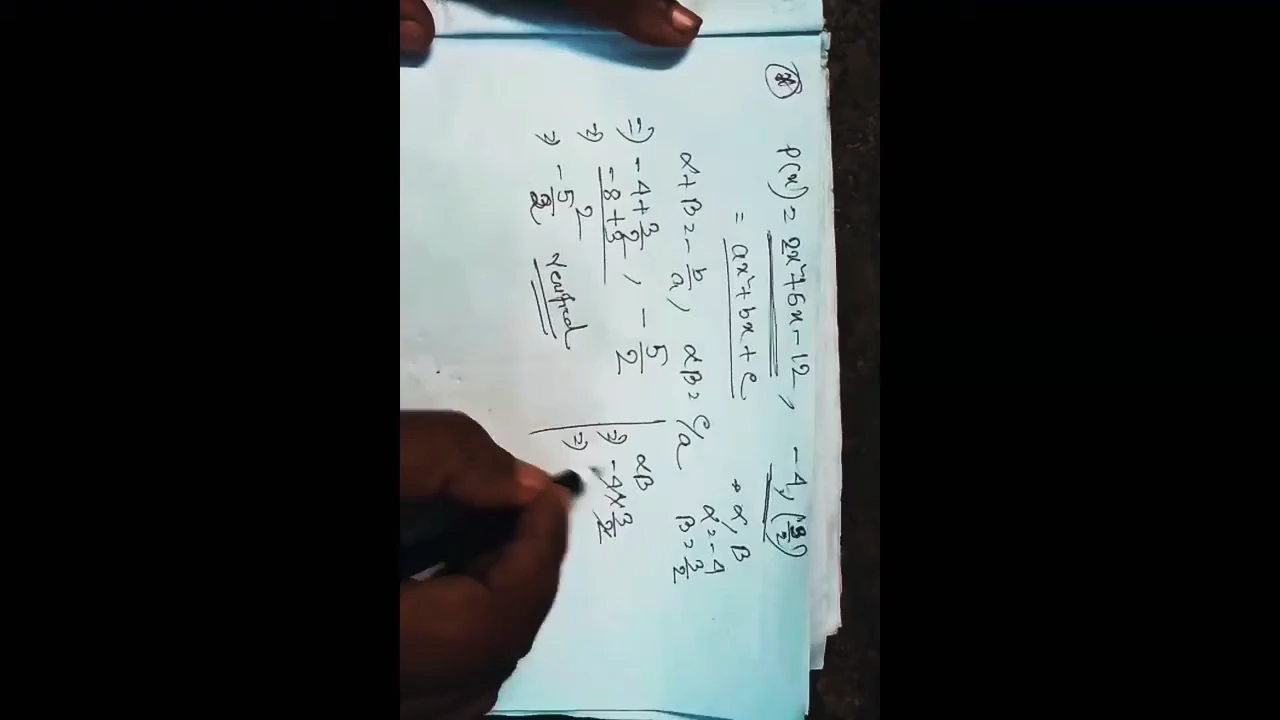 P(x) = 2x²+5x-12, -4, (3/2)
= ax²+bx+c
→ α, β
α = -4
β = 3/2
α+β = -b/a, αβ = c/a
⇒ -4+3/2, -5/2
⇒ -8+3/2
⇒ -5/2 Verified
αβ
⇒ -4×3/2
⇒